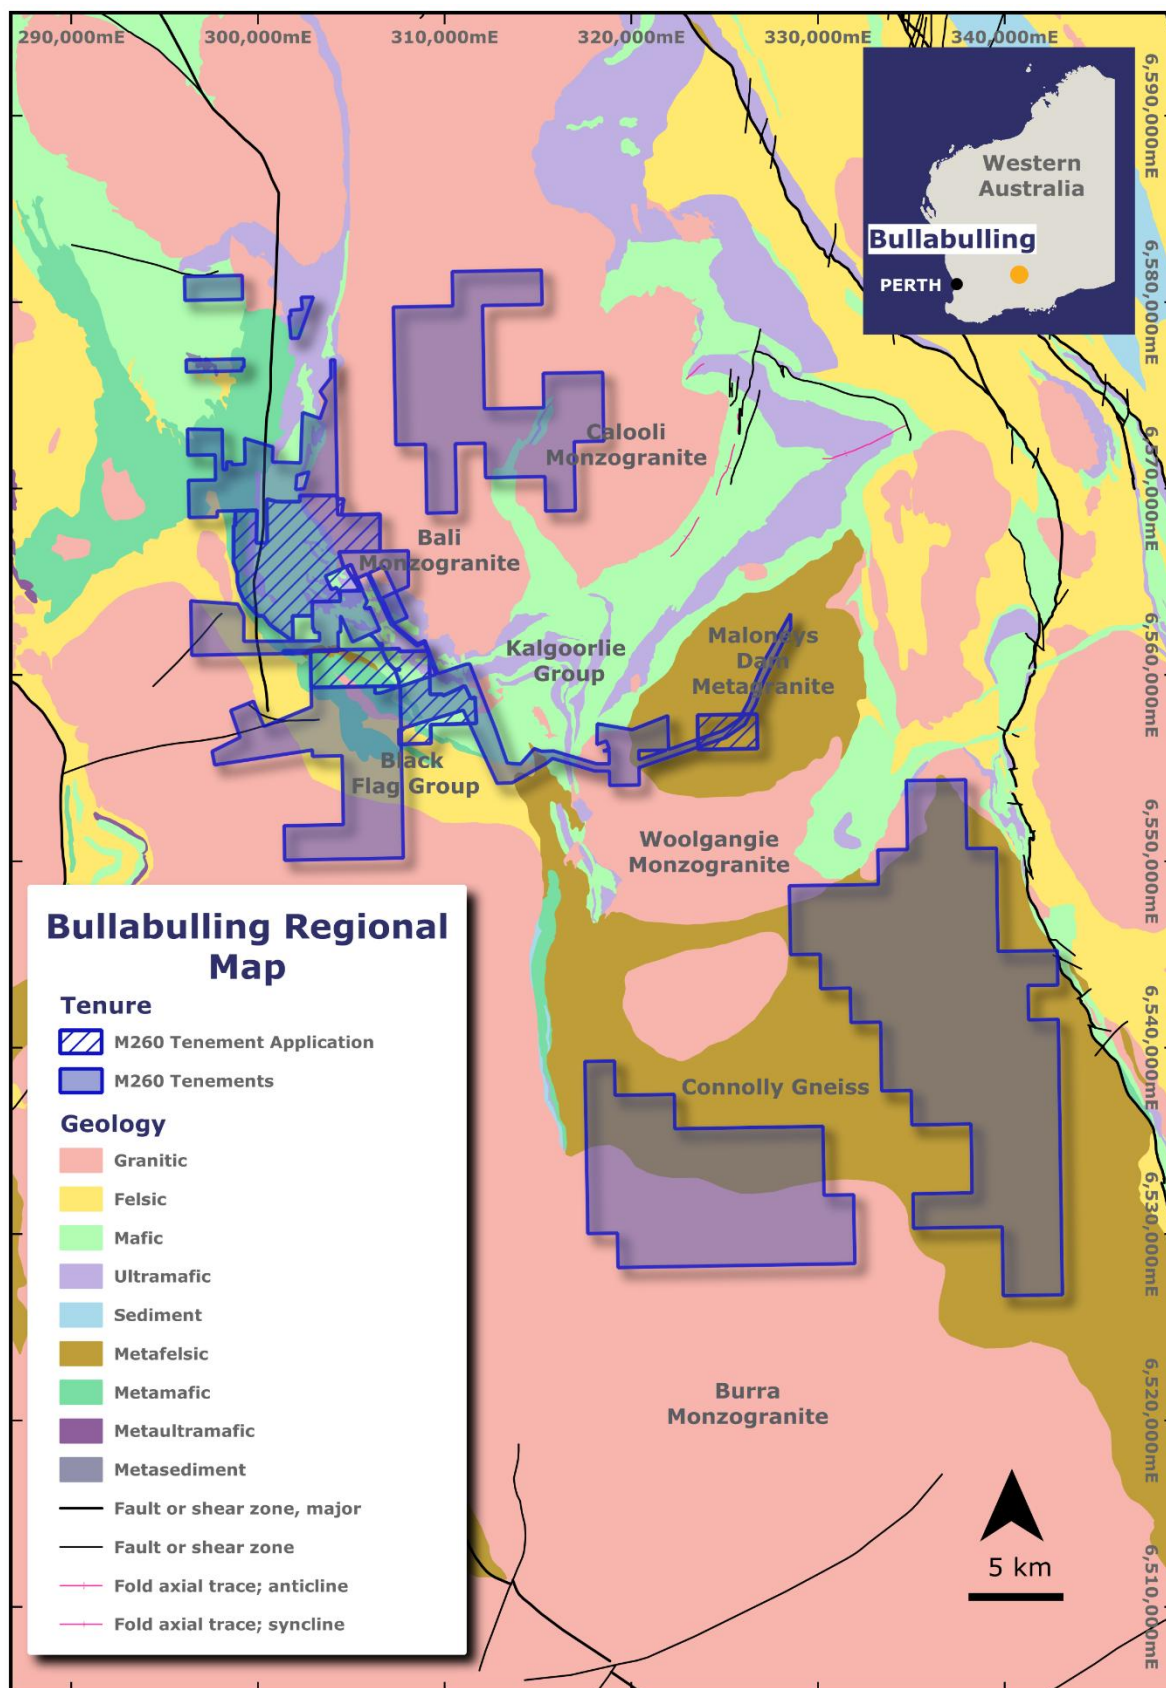 290,000mE
300,000mE
310,000mE
320,000mE
330,000mE
340,000mE
6,590,000mE
6,580,000mE
6,570,000mE
6,560,000mE
6,550,000mE
6,540,000mE
6,530,000mE
6,520,000mE
6,510,000mE
Western
Australia
Bullabulling
PERTH
Calooli
Monzogranite
Bali
Monzogranite
Kalgoorlie
Group
Maloneys
Dam
Metagranite
Black
Flag Group
Woolgangie
Monzogranite
Connolly Gneiss
Burra
Monzogranite
Bullabulling Regional
Map
Tenure
M260 Tenement Application
M260 Tenements
Geology
Granitic
Felsic
Mafic
Ultramafic
Sediment
Metafelsic
Metamafic
Metaultramafic
Metasediment
Fault or shear zone, major
Fault or shear zone
Fold axial trace; anticline
Fold axial trace; syncline
5 km